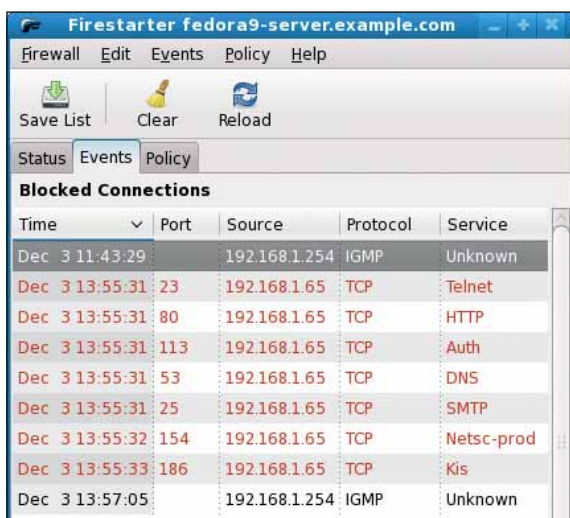 Firestarter fedora9-server.example.com
Firewall Edit Events Policy Help
Save List Clear Reload
Status Events Policy
Blocked Connections
Time Port Source Protocol Service
Dec 3 11:43:29 192.168.1.254 IGMP Unknown
Dec 3 13:55:31 23 192.168.1.65 TCP Telnet
Dec 3 13:55:31 80 192.168.1.65 TCP HTTP
Dec 3 13:55:31 113 192.168.1.65 TCP Auth
Dec 3 13:55:31 53 192.168.1.65 TCP DNS
Dec 3 13:55:31 25 192.168.1.65 TCP SMTP
Dec 3 13:55:32 154 192.168.1.65 TCP Netsc-prod
Dec 3 13:55:33 186 192.168.1.65 TCP Kis
Dec 3 13:57:05 192.168.1.254 IGMP Unknown